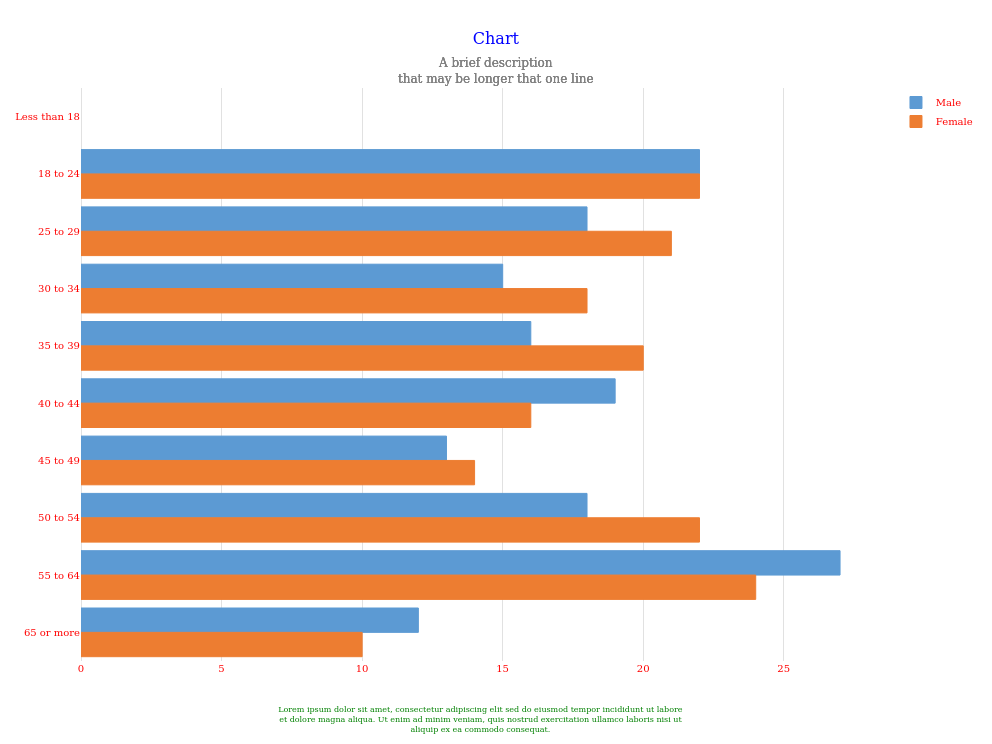 Chart
A brief description
that may be longer that one line
Male
Female
Less than 18
18 to 24
25 to 29
30 to 34
35 to 39
40 to 44
45 to 49
50 to 54
55 to 64
65 or more
0 5 10 15 20 25
Lorem ipsum dolor sit amet, consectetur adipiscing elit sed do eiusmod tempor incididunt ut labore
et dolore magna aliqua. Ut enim ad minim veniam, quis nostrud exercitation ullamco laboris nisi ut
aliquip ex ea commodo consequat.